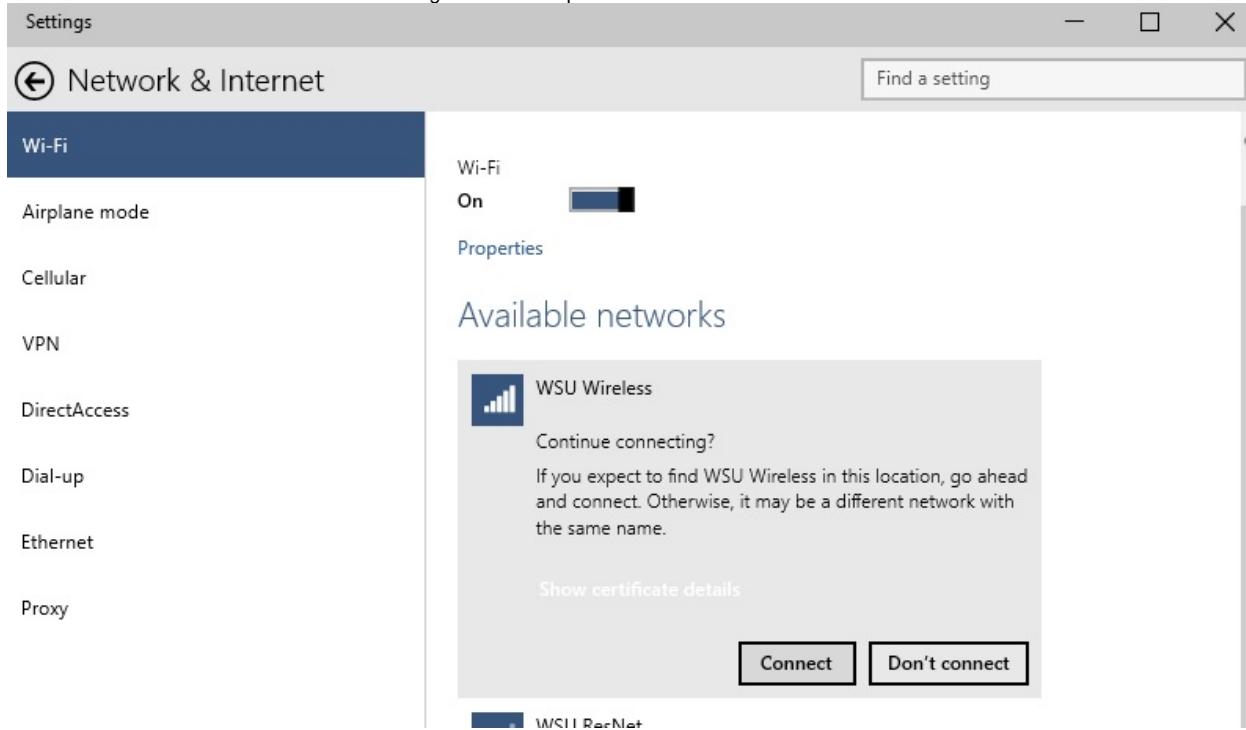 Settings
Network & Internet
Find a setting
Wi-Fi
Airplane mode
Cellular
VPN
DirectAccess
Dial-up
Ethernet
Proxy
Wi-Fi
On
Properties
Available networks
WSU Wireless
Continue connecting?
If you expect to find WSU Wireless in this location, go ahead
and connect. Otherwise, it may be a different network with
the same name.
Show certificate details
Connect
Don't connect
WSU ResNet